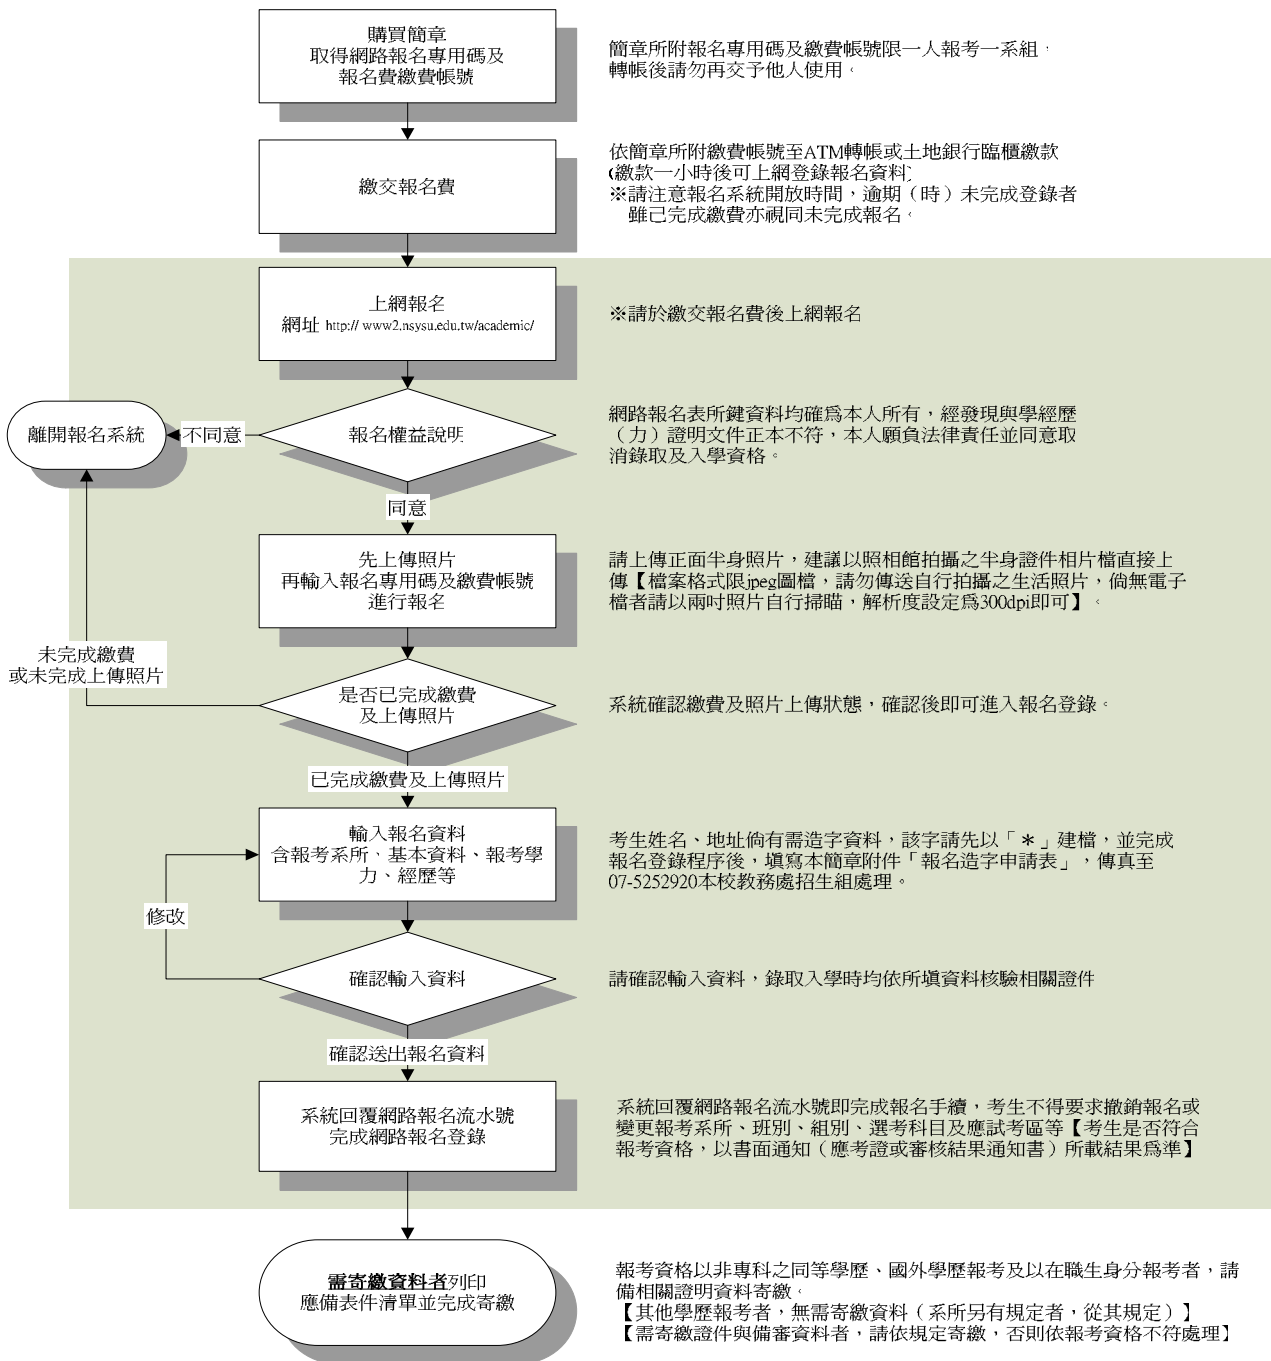 購買簡章
取得網路報名專用碼及
報名費繳費帳號
簡章所附報名專用碼及繳費帳號限一人報考一系組，
轉帳後請勿再交予他人使用。
繳交報名費
依簡章所附繳費帳號至ATM轉帳或土地銀行臨櫃繳款
(繳款一小時後可上網登錄報名資料)
※請注意報名系統開放時間，逾期（時）未完成登錄者
雖己完成繳費亦視同未完成報名。
上網報名
網址 http:// www2.nsysu.edu.tw/academic/
※請於繳交報名費後上網報名
離開報名系統
不同意
報名權益說明
網路報名表所鍵資料均確為本人所有，經發現與學經歷
（力）證明文件正本不符，本人願負法律責任並同意取
消錄取及入學資格。
同意
先上傳照片
再輸入報名專用碼及繳費帳號
進行報名
請上傳正面半身照片，建議以照相館拍攝之半身證件相片檔直接上
傳【檔案格式限jpeg圖檔，請勿傳送自行拍攝之生活照片，倘無電子
檔者請以兩吋照片自行掃瞄，解析度設定為300dpi即可】。
未完成繳費
或未完成上傳照片
是否已完成繳費
及上傳照片
系統確認繳費及照片上傳狀態，確認後即可進入報名登錄。
已完成繳費及上傳照片
輸入報名資料
含報考系所、基本資料、報考學
力、經歷等
考生姓名、地址倘有需造字資料，該字請先以「＊」建檔，並完成
報名登錄程序後，填寫本簡章附件「報名造字申請表」，傳真至
07-5252920本校教務處招生組處理。
修改
確認輸入資料
請確認輸入資料，錄取入學時均依所填資料核驗相關證件
確認送出報名資料
系統回覆網路報名流水號
完成網路報名登錄
系統回覆網路報名流水號即完成報名手續，考生不得要求撤銷報名或
變更報考系所、班別、組別、選考科目及應試考區等【考生是否符合
報考資格，以書面通知（應考證或審核結果通知書）所載結果為準】
需寄繳資料者列印
應備表件清單並完成寄繳
報考資格以非專科之同等學歷、國外學歷報考及以在職生身分報考者，請
備相關證明資料寄繳。
【其他學歷報考者，無需寄繳資料（系所另有規定者，從其規定）】
【需寄繳證件與備審資料者，請依規定寄繳，否則依報考資格不符處理】